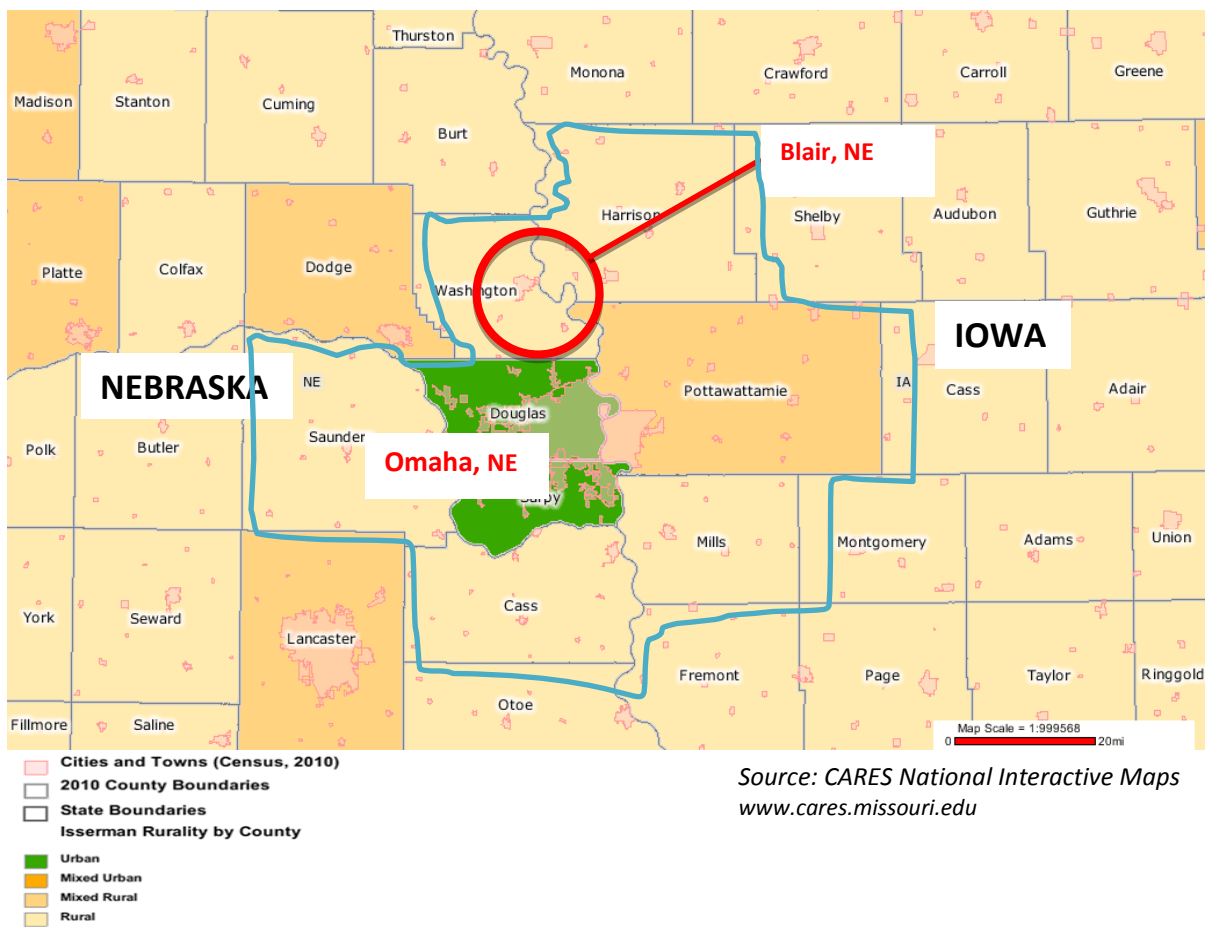 Thurston
Monona
Crawford
Carroll
Greene
Madison
Stanton
Cuming
Burt
Blair, NE
Harrison
Shelby
Audubon
Guthrie
Platte
Colfax
Dodge
Washington
IOWA
NEBRASKA
NE
Pottawattamie
IA
Cass
Adair
Douglas
Polk
Butler
Saunder
Omaha, NE
Sarpy
Mills
Montgomery
Adams
Union
York
Seward
Cass
Lancaster
Fremont
Page
Taylor
Ringgold
Otoe
Fillmore
Saline
Map Scale = 1:999568
0 20mi
Cities and Towns (Census, 2010)
2010 County Boundaries
State Boundaries
Isserman Rurality by County
Urban
Mixed Urban
Mixed Rural
Rural
Source: CARES National Interactive Maps
www.cares.missouri.edu